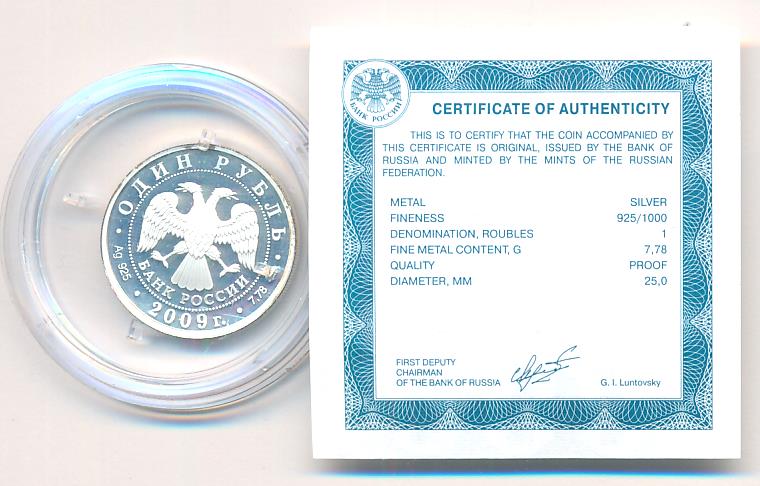 ОДИН РУБЛЬ
Ag 925
БАНК РОССИИ
7,78
2009 г.
БАНК РОССИИ
CERTIFICATE OF AUTHENTICITY
THIS IS TO CERTIFY THAT THE COIN ACCOMPANIED BY
THIS CERTIFICATE IS ORIGINAL, ISSUED BY THE BANK OF
RUSSIA AND MINTED BY THE MINTS OF THE RUSSIAN
FEDERATION.
METAL SILVER
FINENESS 925/1000
DENOMINATION, ROUBLES 1
FINE METAL CONTENT, G 7,78
QUALITY PROOF
DIAMETER, MM 25,0
FIRST DEPUTY
CHAIRMAN
OF THE BANK OF RUSSIA G. I. Luntovsky